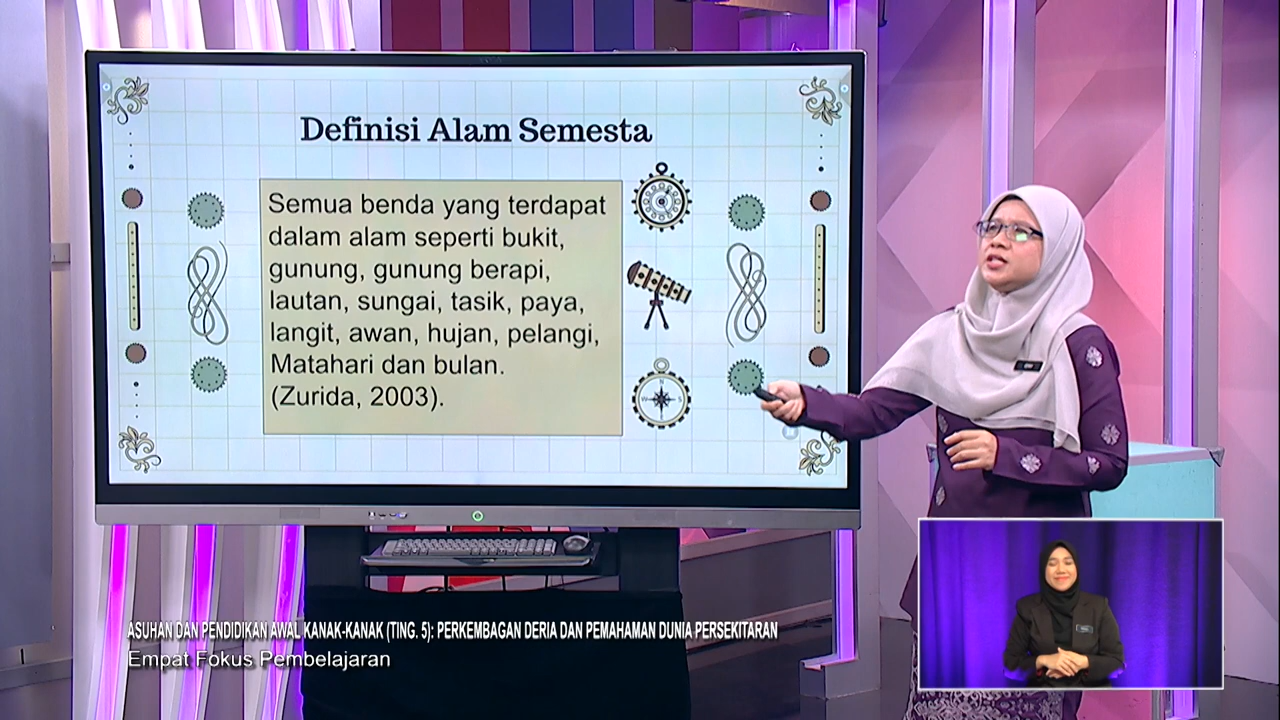 Definisi Alam Semesta
Semua benda yang terdapat
dalam alam seperti bukit,
gunung, gunung berapi,
lautan, sungai, tasik, paya,
langit, awan, hujan, pelangi,
Matahari dan bulan.
(Zurida, 2003).
ASUHAN DAN PENDIDIKAN AWAL KANAK-KANAK (TING. 5): PERKEMBAGAN DERIA DAN PEMAHAMAN DUNIA PERSEKITARAN
Empat Fokus Pembelajaran